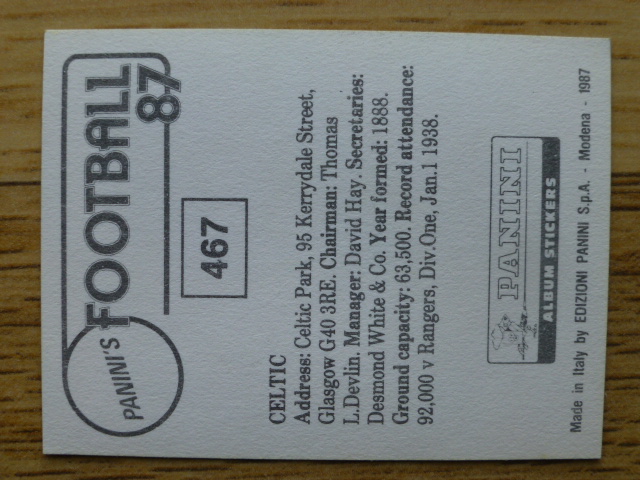 PANINI'S
FOOTBALL
87
467
CELTIC
Address: Celtic Park, 95 Kerrydale Street,
Glasgow G40 3RE. Chairman: Thomas
L.Devlin. Manager: David Hay. Secretaries:
Desmond White & Co. Year formed: 1888.
Ground capacity: 63,500. Record attendance:
92,000 v Rangers, Div.One, Jan.1 1938.
PANINI
ALBUM STICKERS
Made in Italy by EDIZIONI PANINI S.p.A. - Modena - 1987